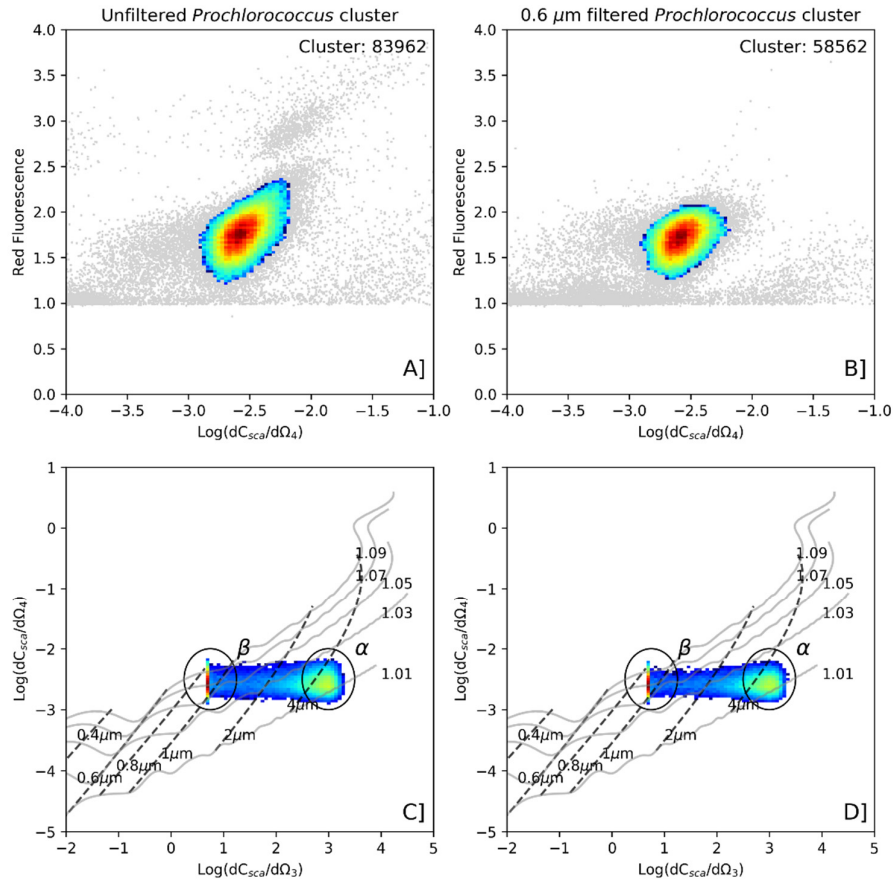 Unfiltered Prochlorococcus cluster
Cluster: 83962
4.0
3.5
3.0
2.5
2.0
1.5
1.0
0.5
0.0
Red Fluorescence
A]
−4.0 −3.5 −3.0 −2.5 −2.0 −1.5 −1.0
Log(dCsca/dΩ4)
0.6 μm filtered Prochlorococcus cluster
Cluster: 58562
4.0
3.5
3.0
2.5
2.0
1.5
1.0
0.5
0.0
Red Fluorescence
B]
−4.0 −3.5 −3.0 −2.5 −2.0 −1.5 −1.0
Log(dCsca/dΩ4)
1
0
−1
−2
−3
−4
−5
Log(dCsca/dΩ4)
1.09
1.07
1.05
1.03
1.01
β
α
0.4μm
0.6μm
0.8μm
1μm
2μm
4μm
C]
−2 −1 0 1 2 3 4 5
Log(dCsca/dΩ3)
1
0
−1
−2
−3
−4
−5
Log(dCsca/dΩ4)
1.09
1.07
1.05
1.03
1.01
β
α
0.4μm
0.6μm
0.8μm
1μm
2μm
4μm
D]
−2 −1 0 1 2 3 4 5
Log(dCsca/dΩ3)